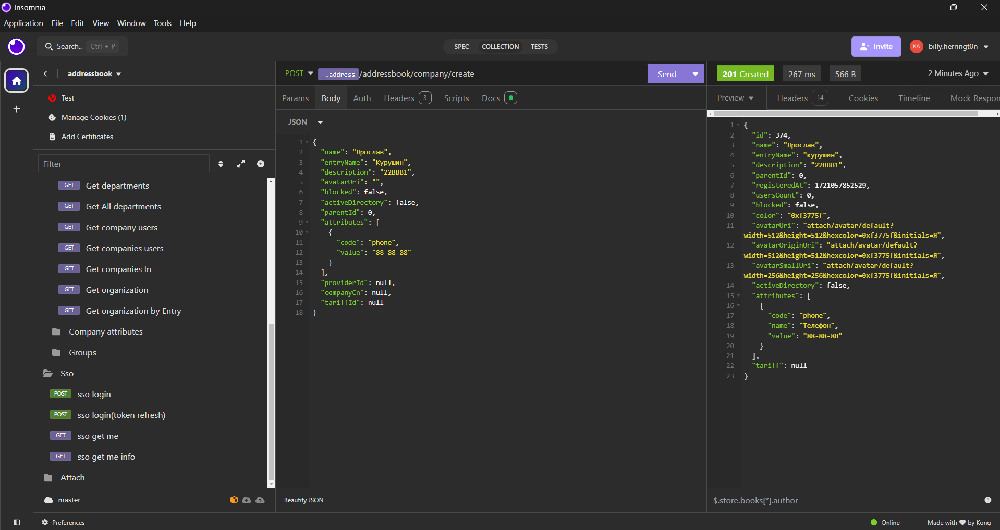 Insomnia
Application File Edit View Window Tools Help
Search.. Ctrl + P
SPEC COLLECTION TESTS
Invite
KA billy.herringt0n
addressbook
Test
Manage Cookies (1)
Add Certificates
Filter
GET Get departments
GET Get All departments
GET Get company users
GET Get companies users
GET Get companies In
GET Get organization
GET Get organization by Entry
Company attributes
Groups
Sso
POST sso login
POST sso login(token refresh)
GET sso get me
GET sso get me info
Attach
master
Preferences
POST _.address/addressbook/company/create
Send
Params Body Auth Headers 3 Scripts Docs
JSON
1 {
2 "name": "Ярослав",
3 "entryName": "Курушин",
4 "description": "22BBB1",
5 "avatarUri": "",
6 "blocked": false,
7 "activeDirectory": false,
8 "parentId": 0,
9 "attributes": [
10 {
11 "code": "phone",
12 "value": "88-88-88"
13 }
14 ],
15 "providerId": null,
16 "companyCn": null,
17 "tariffId": null
18 }
Beautify JSON
201 Created 267 ms 566 B 2 Minutes Ago
Preview Headers 14 Cookies Timeline Mock Respon
1 {
2 "id": 374,
3 "name": "Ярослав",
4 "entryName": "курушин",
5 "description": "22BBB1",
6 "parentId": 0,
7 "registeredAt": 1721057852529,
8 "usersCount": 0,
9 "blocked": false,
10 "color": "0xf3775f",
11 "avatarUri": "attach/avatar/default?
width=512&height=512&hexcolor=0xf3775f&initials=Я",
12 "avatarOriginUri": "attach/avatar/default?
width=512&height=512&hexcolor=0xf3775f&initials=Я",
13 "avatarSmallUri": "attach/avatar/default?
width=256&height=256&hexcolor=0xf3775f&initials=Я",
14 "activeDirectory": false,
15 "attributes": [
16 {
17 "code": "phone",
18 "name": "Телефон",
19 "value": "88-88-88"
20 }
21 ],
22 "tariff": null
23 }
$.store.books[*].author
Online
Made with ♥ by Kong